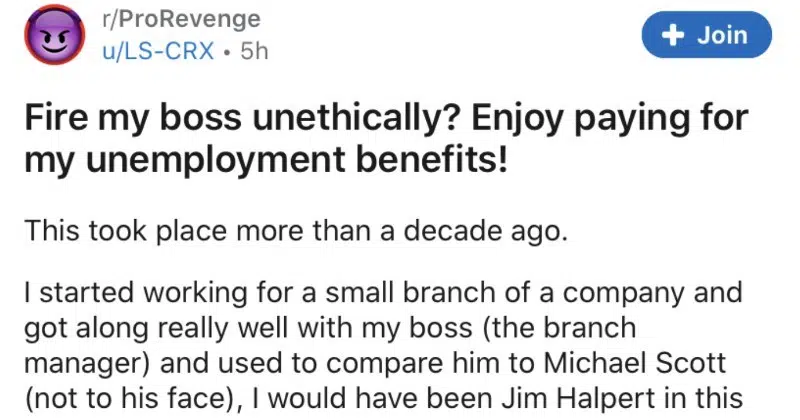 r/ProRevenge
u/LS-CRX • 5h
+ Join
Fire my boss unethically? Enjoy paying for
my unemployment benefits!
This took place more than a decade ago.
I started working for a small branch of a company and
got along really well with my boss (the branch
manager) and used to compare him to Michael Scott
(not to his face), I would have been Jim Halpert in this